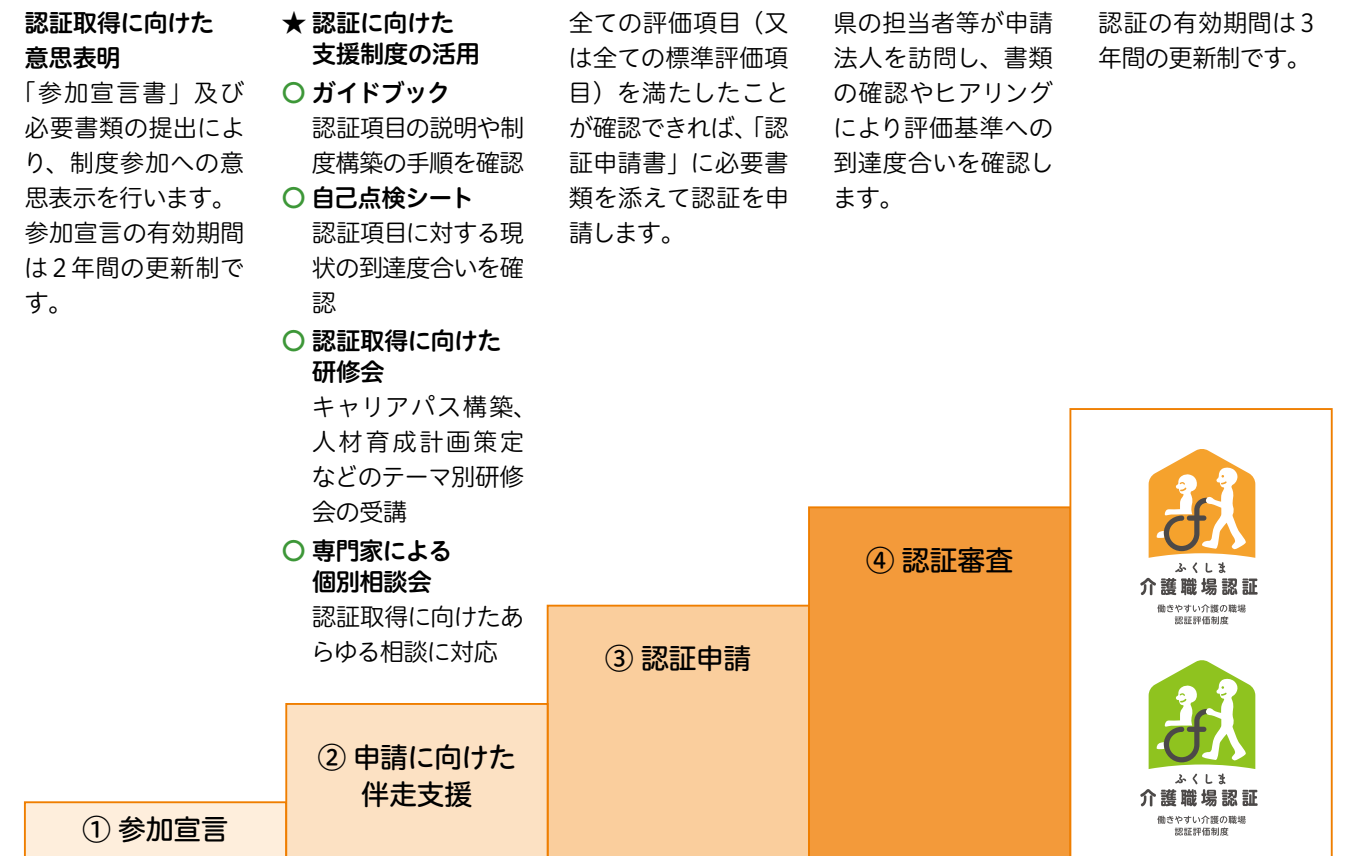 認証取得に向けた
意思表明
「参加宣言書」及び
必要書類の提出によ
り、制度参加への意
思表示を行います。
参加宣言の有効期間
は２年間の更新制で
す。
★ 認証に向けた
支援制度の活用
○ ガイドブック
認証項目の説明や制
度構築の手順を確認
○ 自己点検シート
認証項目に対する現
状の到達度合いを確
認
○ 認証取得に向けた
研修会
キャリアパス構築、
人材育成計画策定
などのテーマ別研修
会の受講
○ 専門家による
個別相談会
認証取得に向けたあ
らゆる相談に対応
全ての評価項目（又
は全ての標準評価項
目）を満たしたこと
が確認できれば、「認
証申請書」に必要書
類を添えて認証を申
請します。
県の担当者等が申請
法人を訪問し、書類
の確認やヒアリング
により評価基準への
到達度合いを確認し
ます。
認証の有効期間は３
年間の更新制です。
① 参加宣言
② 申請に向けた
伴走支援
③ 認証申請
④ 認証審査
ふくしま
介護職場認証
働きやすい介護の職場
認証評価制度
ふくしま
介護職場認証
働きやすい介護の職場
認証評価制度